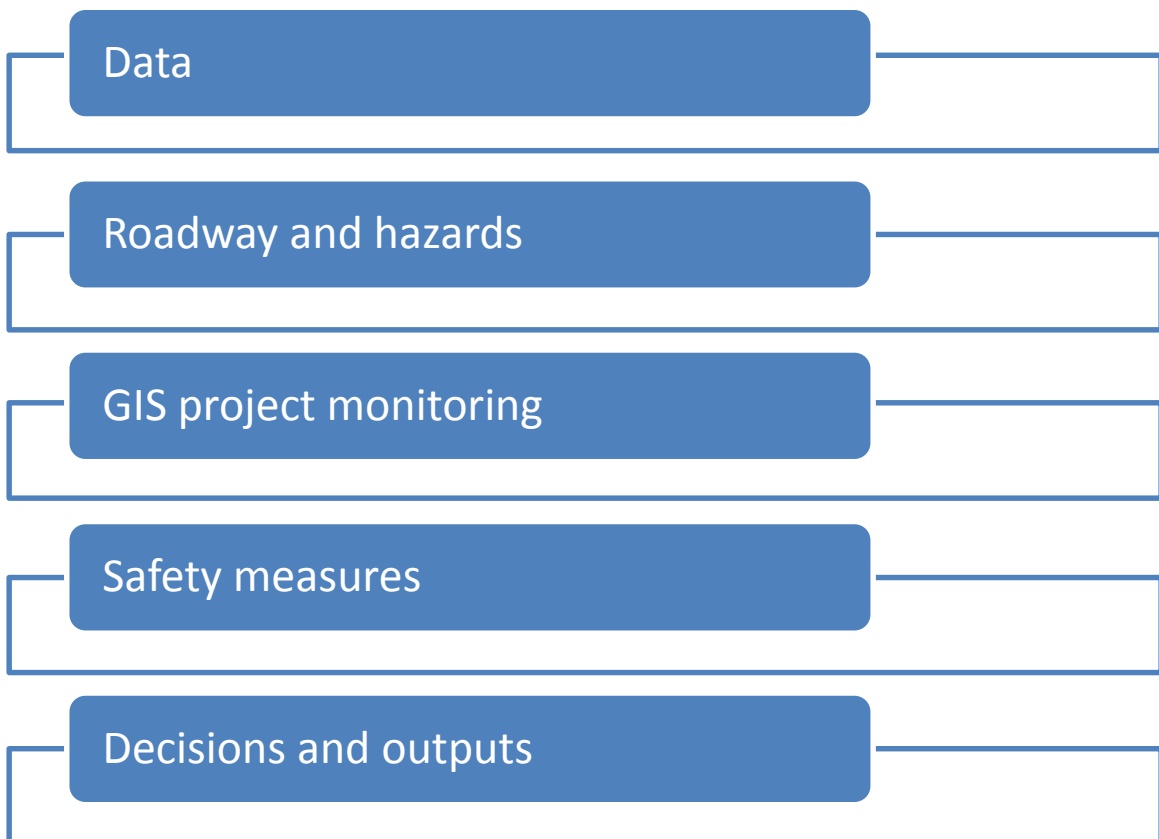 Data
Roadway and hazards
GIS project monitoring
Safety measures
Decisions and outputs